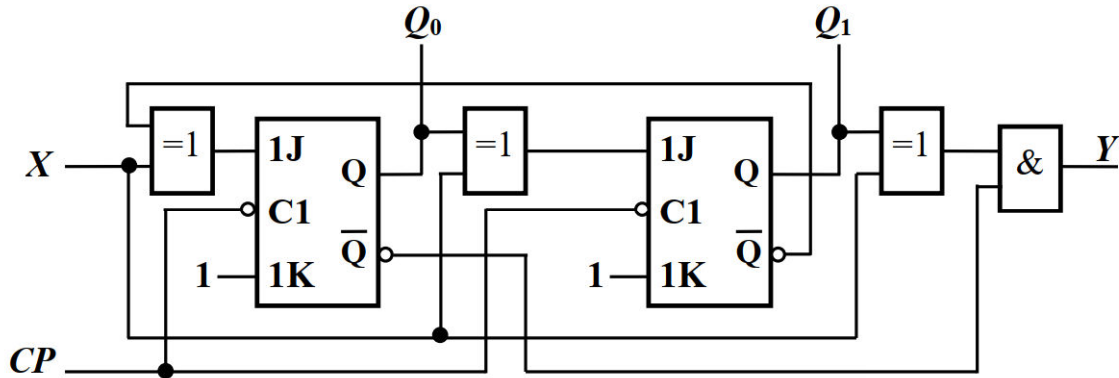 Q₀ Q₁
=1 1J Q =1 1J Q =1 & Y
X
C1 C1
Q̅ Q̅
1 1K 1 1K
CP